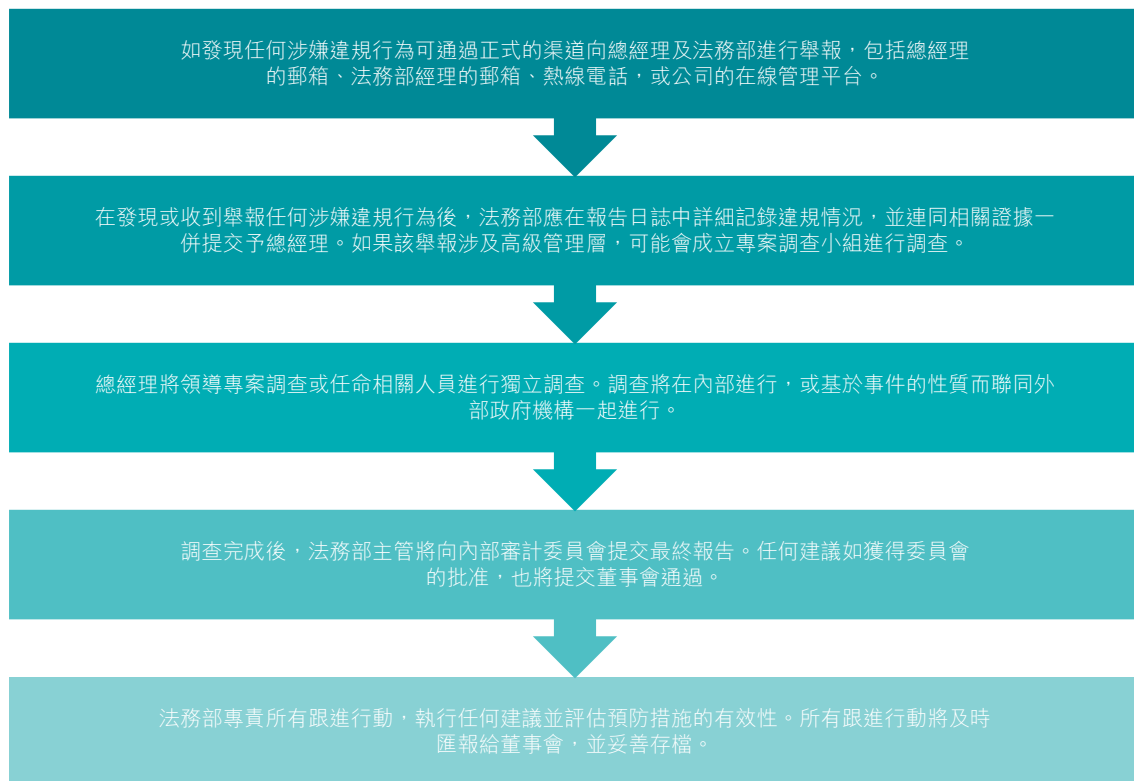 如發現任何涉嫌違規行為可通過正式的渠道向總經理及法務部進行舉報，包括總經理
的郵箱、法務部經理的郵箱、熱線電話，或公司的在線管理平台。
在發現或收到舉報任何涉嫌違規行為後，法務部應在報告日誌中詳細記錄違規情況，並連同相關證據一
併提交予總經理。如果該舉報涉及高級管理層，可能會成立專案調查小組進行調查。
總經理將領導專案調查或任命相關人員進行獨立調查。調查將在內部進行，或基於事件的性質而聯同外
部政府機構一起進行。
調查完成後，法務部主管將向內部審計委員會提交最終報告。任何建議如獲得委員會
的批准，也將提交董事會通過。
法務部專責所有跟進行動，執行任何建議並評估預防措施的有效性。所有跟進行動將及時
匯報給董事會，並妥善存檔。